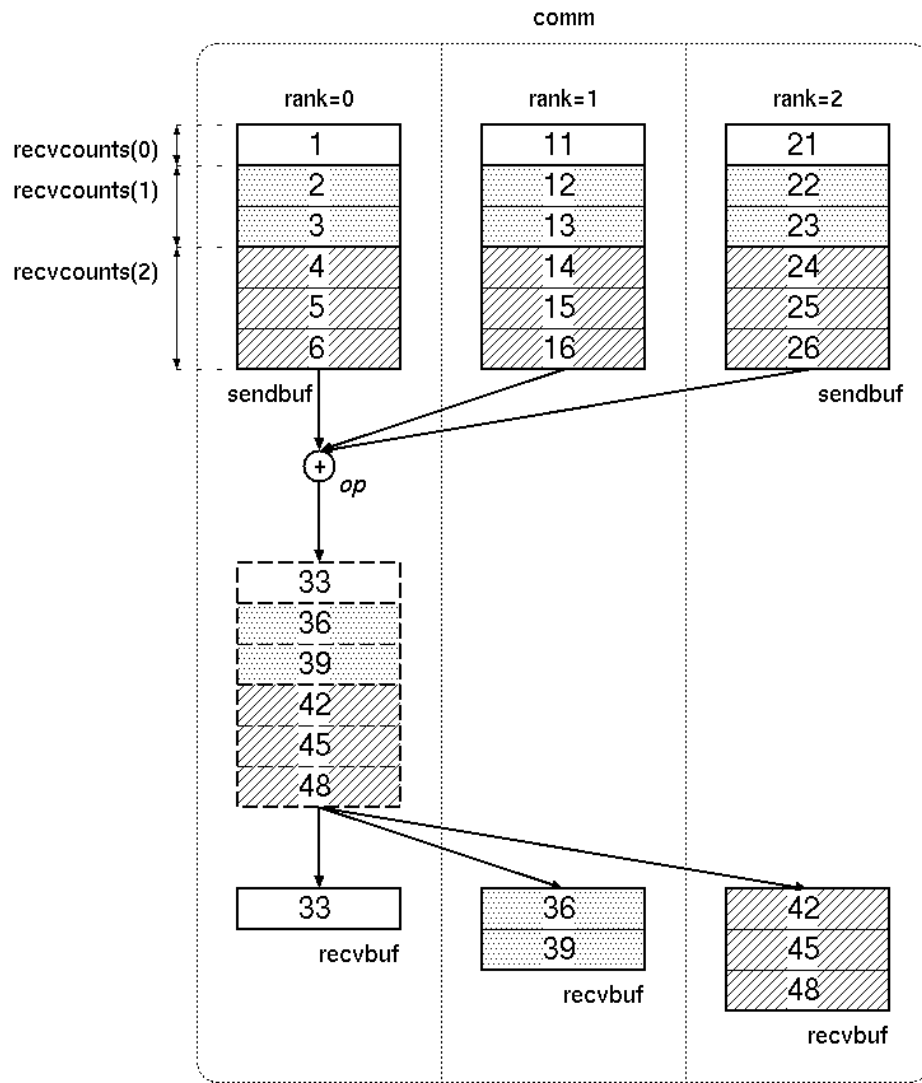 comm
rank=0 rank=1 rank=2
recvcounts(0) 1 11 21
recvcounts(1) 2 12 22
3 13 23
recvcounts(2) 4 14 24
5 15 25
6 16 26
sendbuf sendbuf
+
op
33
36
39
42
45
48
33 36 42
recvbuf 39 45
recvbuf 48
recvbuf